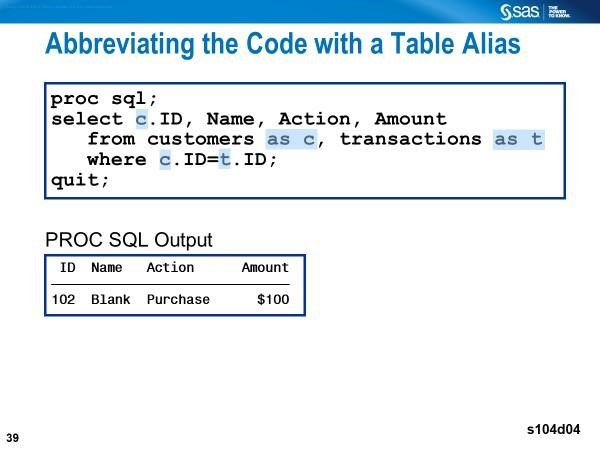 sas THE POWER TO KNOW.
Abbreviating the Code with a Table Alias
proc sql;
select c.ID, Name, Action, Amount
from customers as c, transactions as t
where c.ID=t.ID;
quit;
PROC SQL Output
ID Name Action Amount
102 Blank Purchase $100
39
s104d04